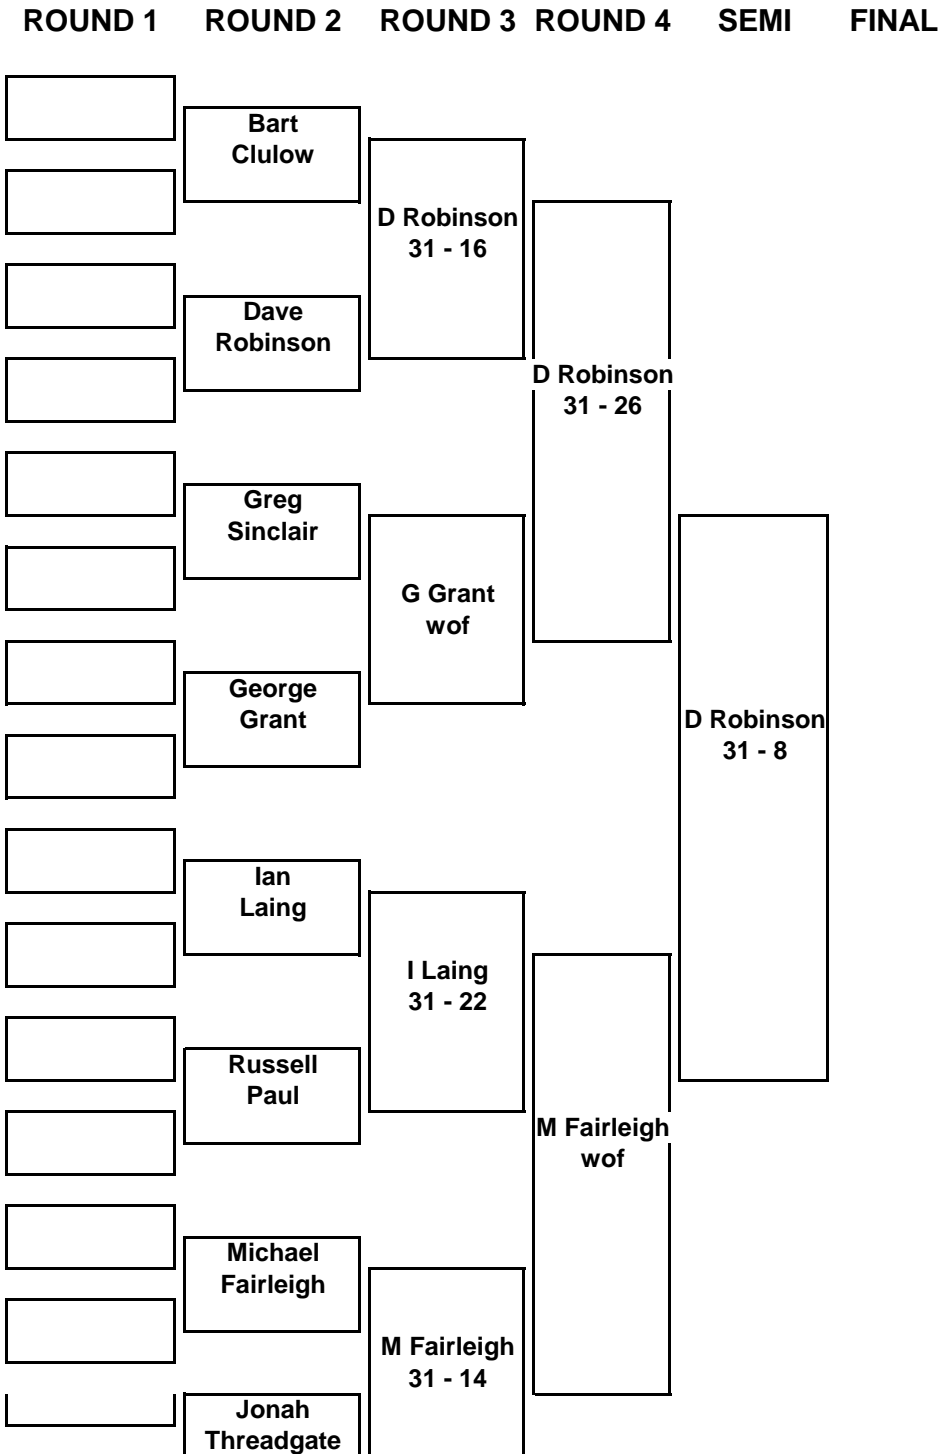 ROUND 1 ROUND 2 ROUND 3 ROUND 4 SEMI FINAL
Bart
Clulow
D Robinson
31 - 16
Dave
Robinson
D Robinson
31 - 26
Greg
Sinclair
G Grant
wof
George
Grant
D Robinson
31 - 8
Ian
Laing
I Laing
31 - 22
Russell
Paul
M Fairleigh
wof
Michael
Fairleigh
M Fairleigh
31 - 14
Jonah
Threadgate